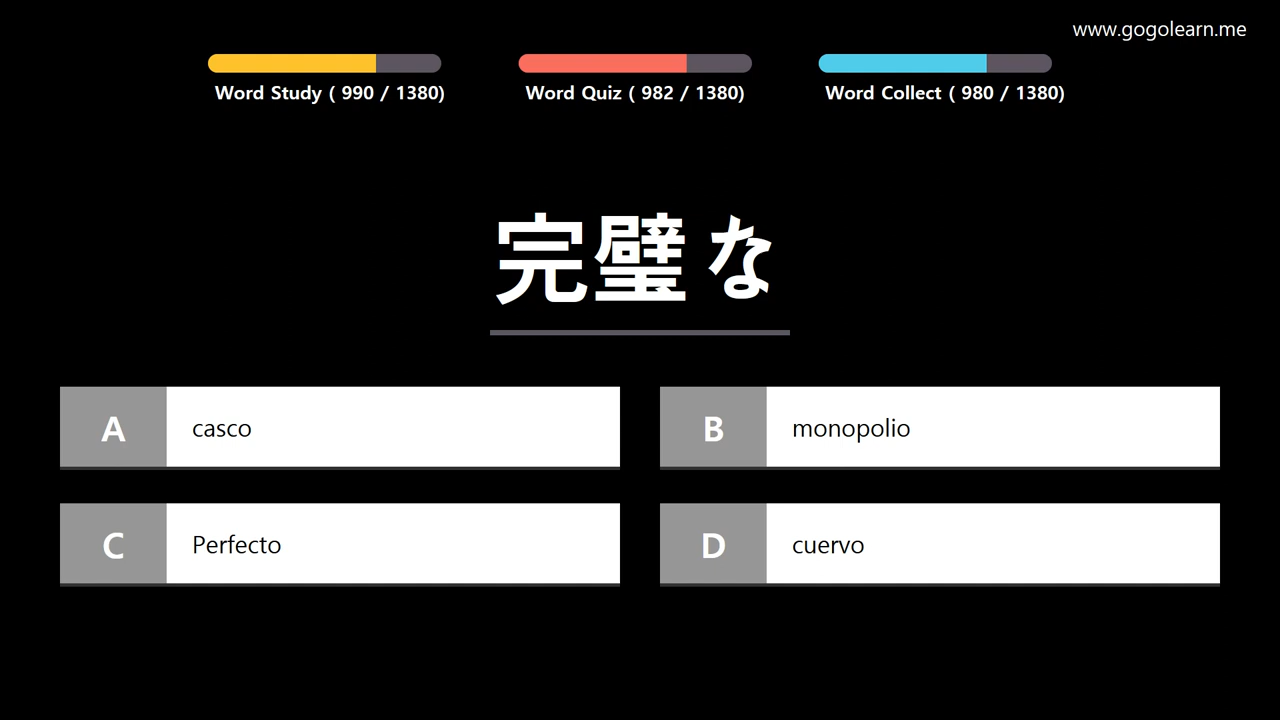 www.gogolearn.me
Word Study ( 990 / 1380)
Word Quiz ( 982 / 1380)
Word Collect ( 980 / 1380)
完璧な
A casco
B monopolio
C Perfecto
D cuervo